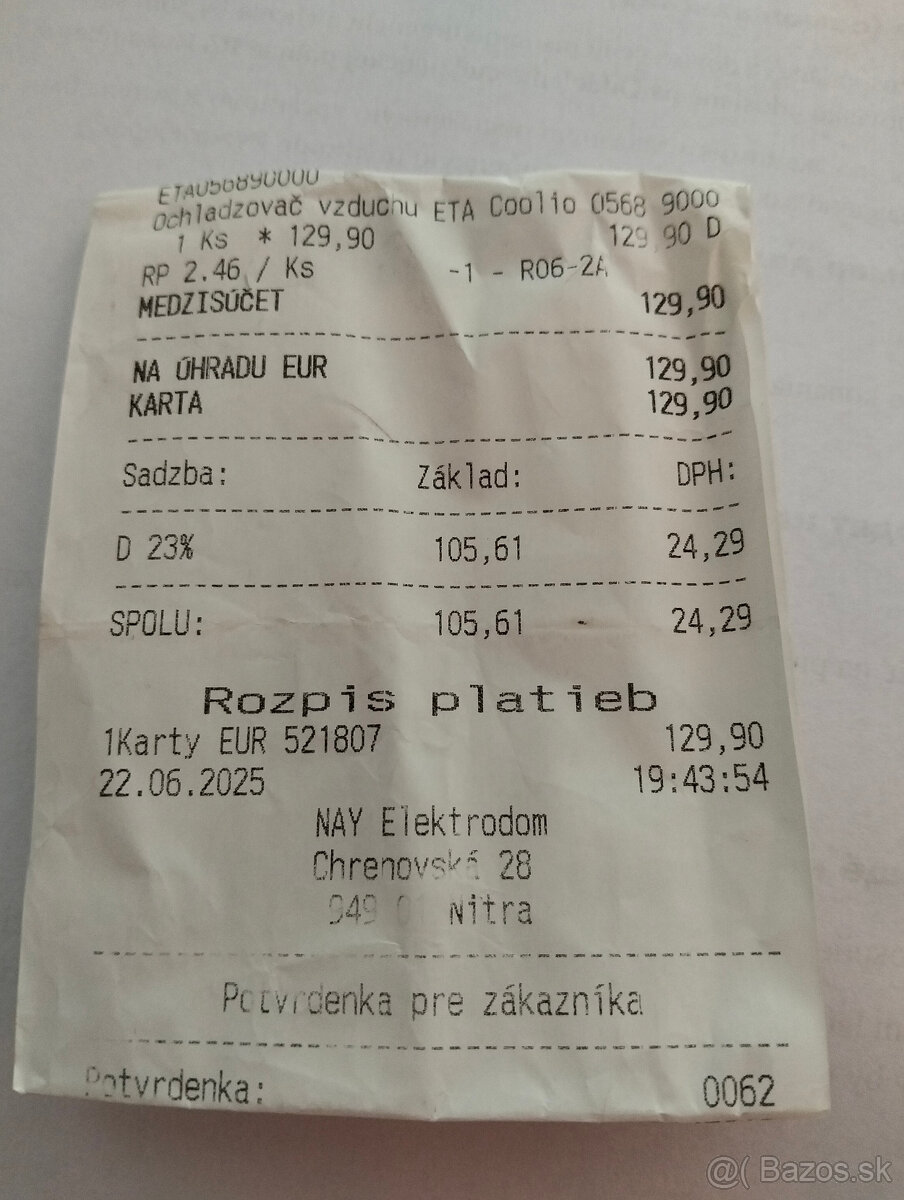 ETA056890000
Ochladzovač vzduchu ETA Coolio 0568 9000
1 Ks * 129,90 129,90 D
RP 2.46 / Ks -1 - R06-2A
MEDZISÚČET 129,90
NA ÚHRADU EUR 129,90
KARTA 129,90
Sadzba: Základ: DPH:
D 23% 105,61 24,29
SPOLU: 105,61 24,29
Rozpis platieb
1Karty EUR 521807 129,90
22.06.2025 19:43:54
NAY Elektrodom
Chrenovská 28
949 01 Nitra
Potvrdenka pre zákazníka
Potvrdenka: 0062
@( Bazos.sk